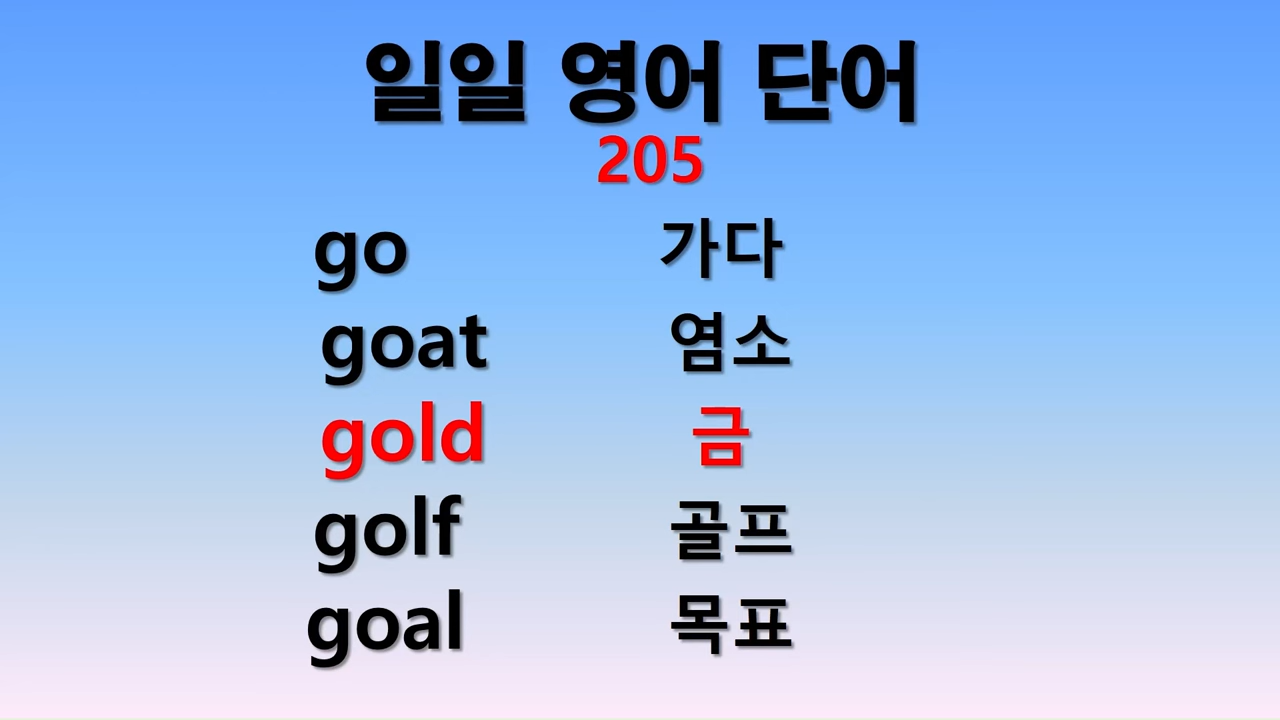 일일 영어 단어
205
go 가다
goat 염소
gold 금
golf 골프
goal 목표